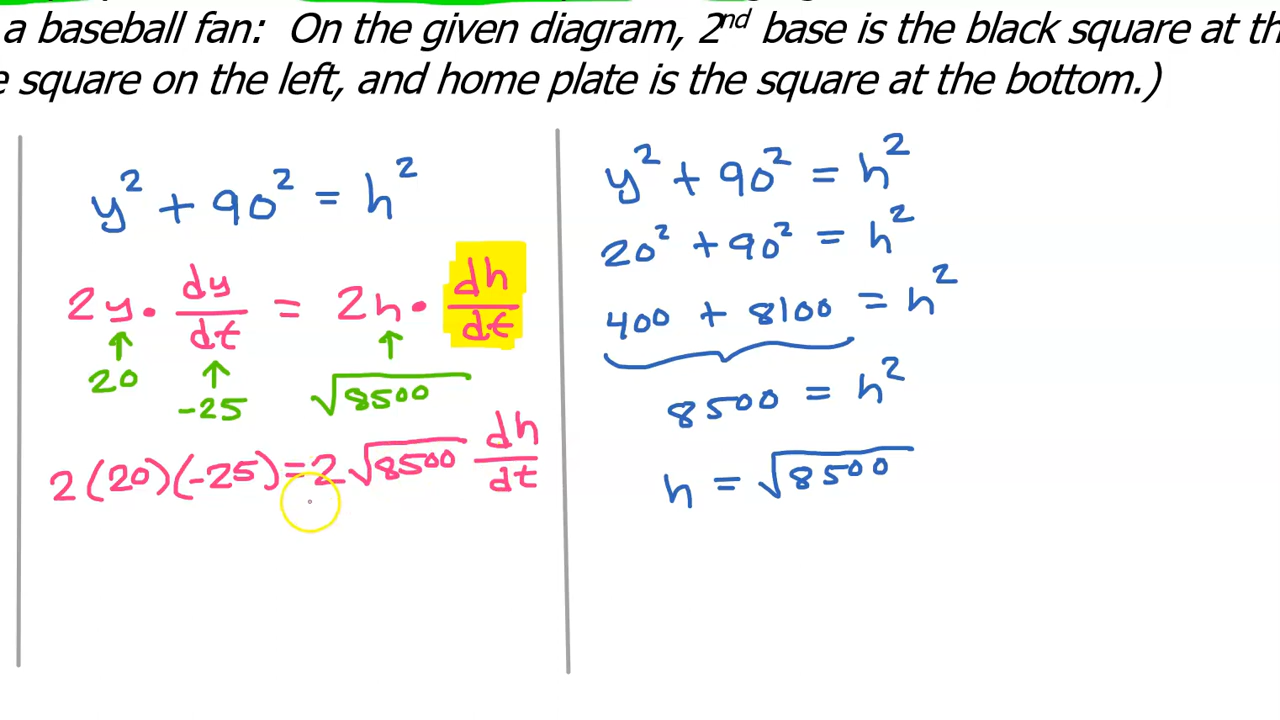 a baseball fan: On the given diagram, 2nd base is the black square at th
square on the left, and home plate is the square at the bottom.)
y² + 90² = h²
2y · dy/dt = 2h · dh/dt
↑ ↑ ↑
20 -25 √8500
2(20)(-25) = 2√8500 dh/dt
y² + 90² = h²
20² + 90² = h²
400 + 8100 = h²
8500 = h²
h = √8500